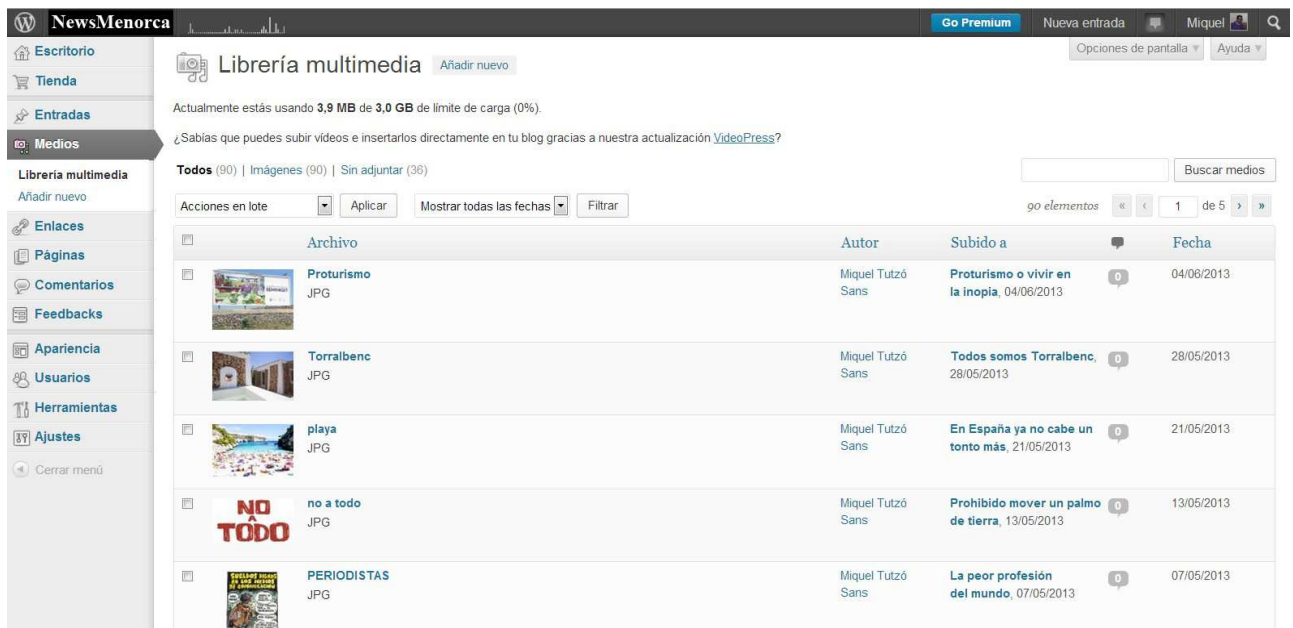 NewsMenorca
Go Premium
Nueva entrada
Miquel
Escritorio
Tienda
Entradas
Medios
Librería multimedia
Añadir nuevo
Enlaces
Páginas
Comentarios
Feedbacks
Apariencia
Usuarios
Herramientas
Ajustes
Cerrar menú
Opciones de pantalla
Ayuda
Librería multimedia
Añadir nuevo
Actualmente estás usando 3,9 MB de 3,0 GB de límite de carga (0%).
¿Sabías que puedes subir vídeos e insertarlos directamente en tu blog gracias a nuestra actualización VideoPress?
Todos (90) | Imágenes (90) | Sin adjuntar (36)
Buscar medios
Acciones en lote
Aplicar
Mostrar todas las fechas
Filtrar
90 elementos « ‹ 1 de 5 › »
Archivo
Autor
Subido a
Fecha
Proturismo
JPG
Miquel Tutzó
Sans
Proturismo o vivir en
la inopia, 04/06/2013
0
04/06/2013
Torralbenc
JPG
Miquel Tutzó
Sans
Todos somos Torralbenc,
28/05/2013
0
28/05/2013
playa
JPG
Miquel Tutzó
Sans
En España ya no cabe un
tonto más, 21/05/2013
0
21/05/2013
NO
A
TODO
no a todo
JPG
Miquel Tutzó
Sans
Prohibido mover un palmo
de tierra, 13/05/2013
0
13/05/2013
PERIODISTAS
JPG
Miquel Tutzó
Sans
La peor profesión
del mundo, 07/05/2013
0
07/05/2013